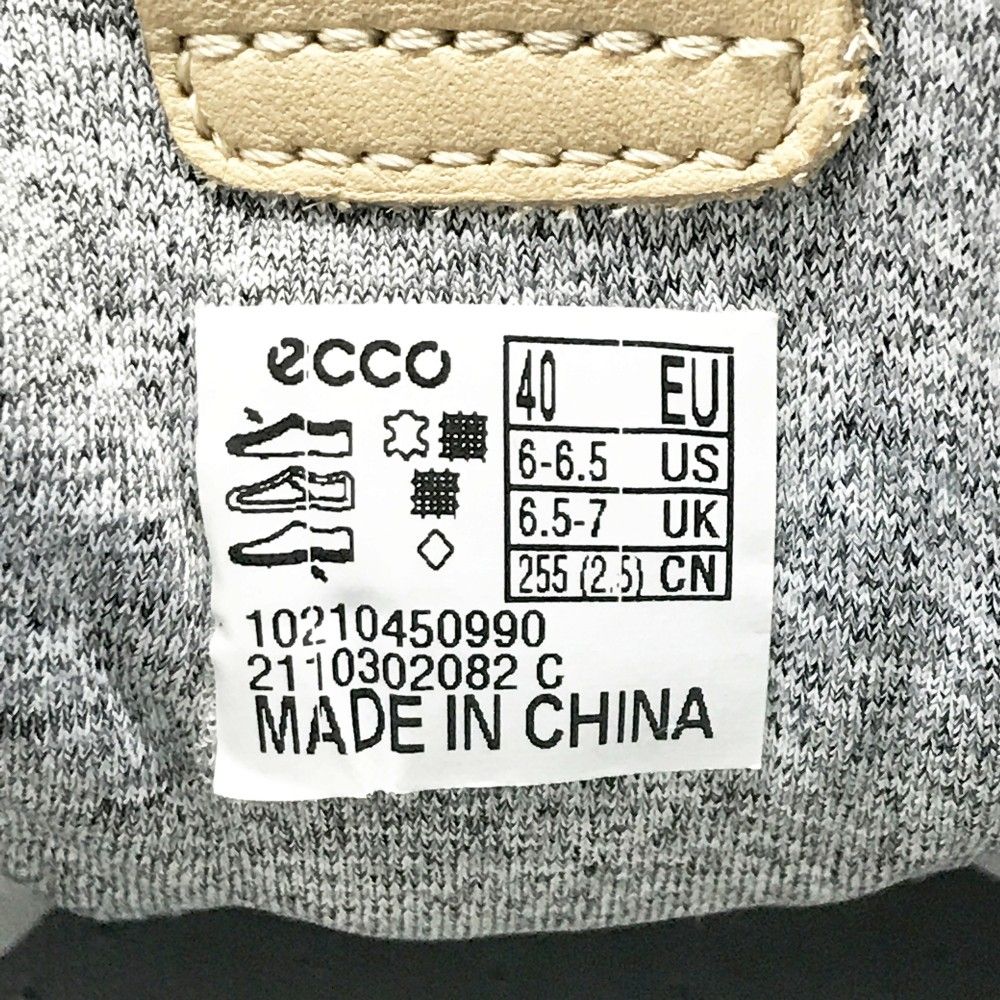 ecco
40 EU
6-6.5 US
6.5-7 UK
255 (2.5) CN
10210450990
2110302082 C
MADE IN CHINA